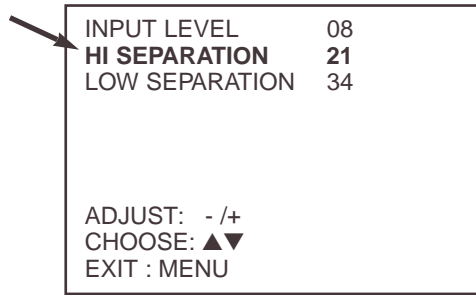 INPUT LEVEL 08
HI SEPARATION 21
LOW SEPARATION 34
ADJUST: - /+
CHOOSE: ▲▼
EXIT : MENU